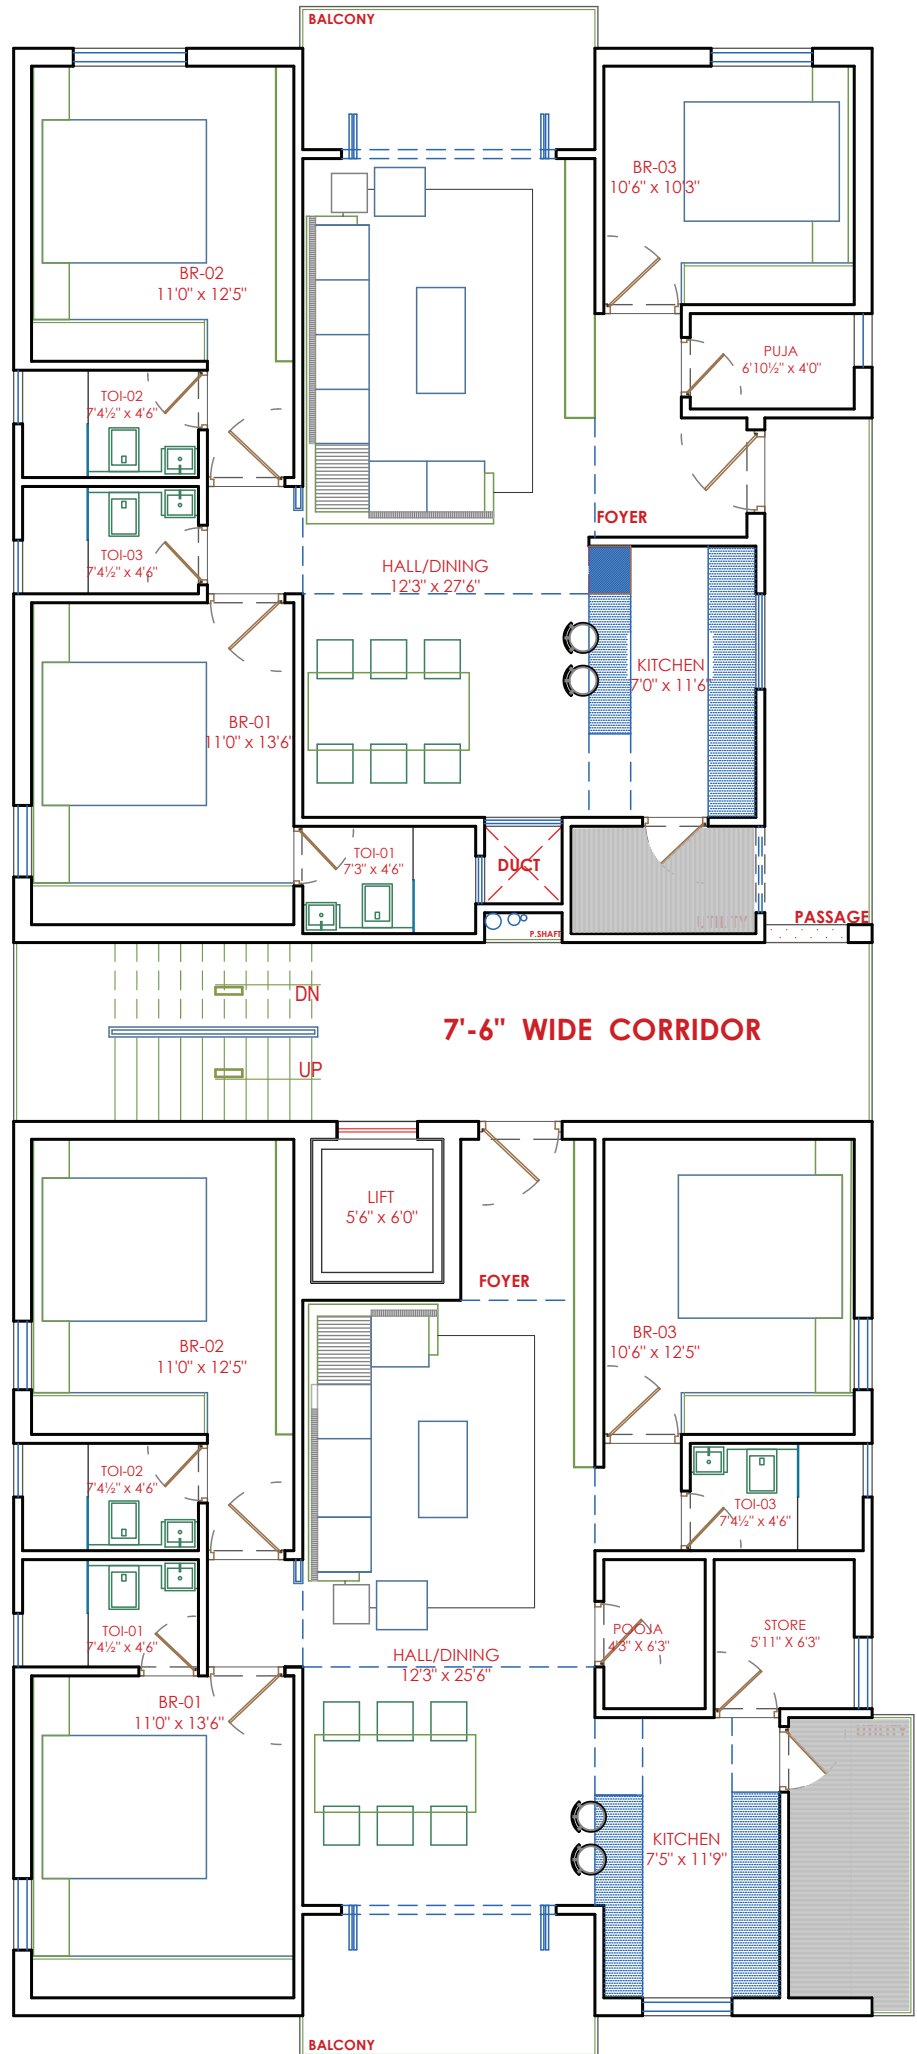 BALCONY
BR-03
10'6" x 10'3"
BR-02
11'0" x 12'5"
PUJA
6'10½" x 4'0"
TOI-02
7'4½" x 4'6"
FOYER
TOI-03
7'4½" x 4'6"
HALL/DINING
12'3" x 27'6"
KITCHEN
7'0" x 11'6"
BR-01
11'0" x 13'6"
TOI-01
7'3" x 4'6"
DUCT
UTILITY
PASSAGE
P.SHAFT
DN
7'-6" WIDE CORRIDOR
UP
LIFT
5'6" x 6'0"
FOYER
BR-02
11'0" x 12'5"
BR-03
10'6" x 12'5"
TOI-02
7'4½" x 4'6"
TOI-03
7'4½" x 4'6"
TOI-01
7'4½" x 4'6"
POOJA
4'3" x 6'3"
STORE
5'11" X 6'3"
HALL/DINING
12'3" x 25'6"
BR-01
11'0" x 13'6"
UTILITY
KITCHEN
7'5" x 11'9"
BALCONY